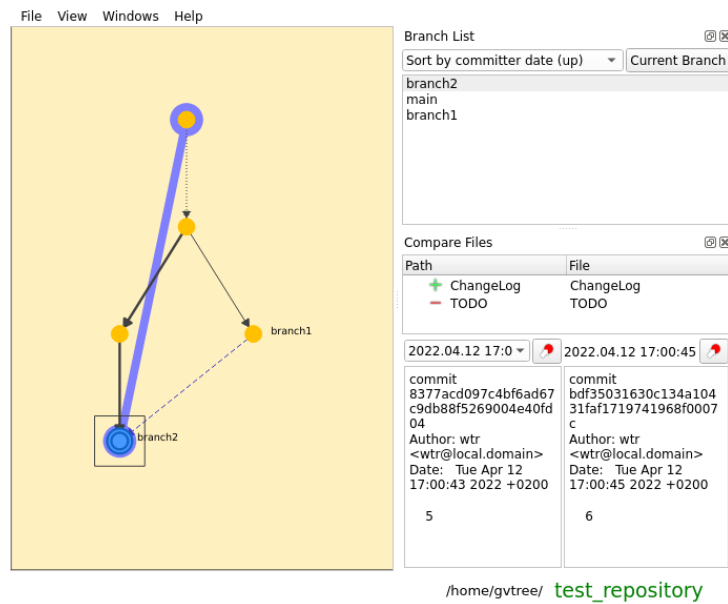 File View Windows Help
Branch List
Sort by committer date (up) Current Branch
branch2
main
branch1
Compare Files
Path File
ChangeLog ChangeLog
TODO TODO
branch1
branch2
2022.04.12 17:0 2022.04.12 17:00:45
commit
8377acd097c4bf6ad67
c9db88f5269004e40fd
04
Author: wtr
<wtr@local.domain>
Date: Tue Apr 12
17:00:43 2022 +0200
5
commit
bdf35031630c134a104
31faf1719741968f0007
c
Author: wtr
<wtr@local.domain>
Date: Tue Apr 12
17:00:45 2022 +0200
6
/home/gvtree/ test_repository